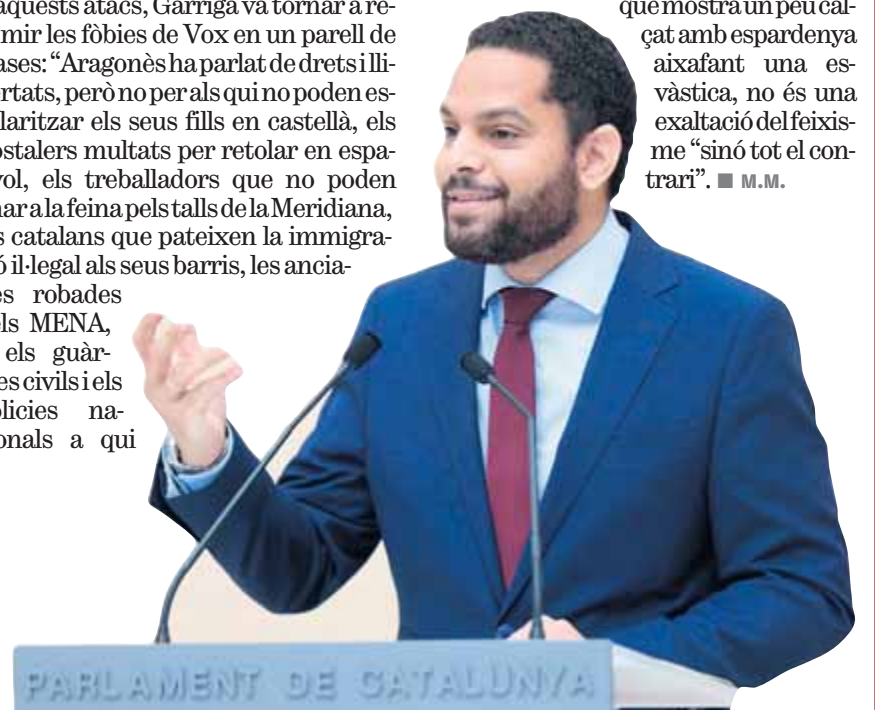 aquests atacs, Garriga va tornar a re-
mir les fòbies de Vox en un parell de
ases: “Aragonès ha parlat de drets i lli-
ertats, però no per als qui no poden es-
laritzar els seus fills en castellà, els
ostalers multats per retolar en espa-
yol, els treballadors que no poden
nar a la feina pels talls de la Meridiana,
s catalans que pateixen la immigra-
ó il·legal als seus barris, les ancia-
es robades
els MENA,
els guàr-
es civils i els
olicies na-
onals a qui
que mostra un peu cal-
çat amb espardenya
aixafant una es-
vàstica, no és una
exaltació del feixis-
me “sinó tot el con-
trari”. ■ M.M.
PARLAMENT DE CATALUNYA